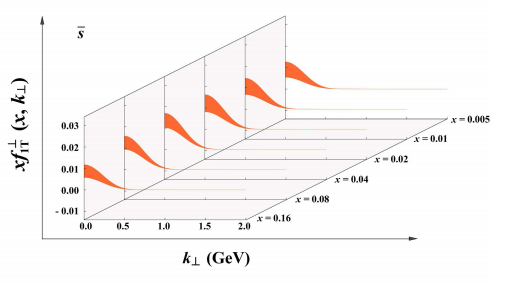 s̅
xf⊥1T (x, k⊥)
0.03
0.02
0.01
0.00
- 0.01
0.0 0.5 1.0 1.5 2.0
x = 0.005
x = 0.01
x = 0.02
x = 0.04
x = 0.08
x = 0.16
k⊥ (GeV)